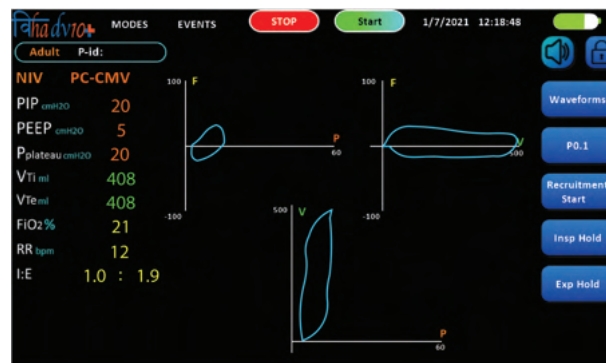 Vibhadv10+ MODES EVENTS STOP Start 1/7/2021 12:18:48
Adult P-id:
NIV PC-CMV
PIP cmH2O 20
PEEP cmH2O 5
Pplateau cmH2O 20
VTi ml 408
VTe ml 408
FiO2% 21
RR bpm 12
I:E 1.0 : 1.9
100 F
P
60
-100
100 F
V
500
-100
500 V
P
60
Waveforms
P0.1
Recruitment
Start
Insp Hold
Exp Hold